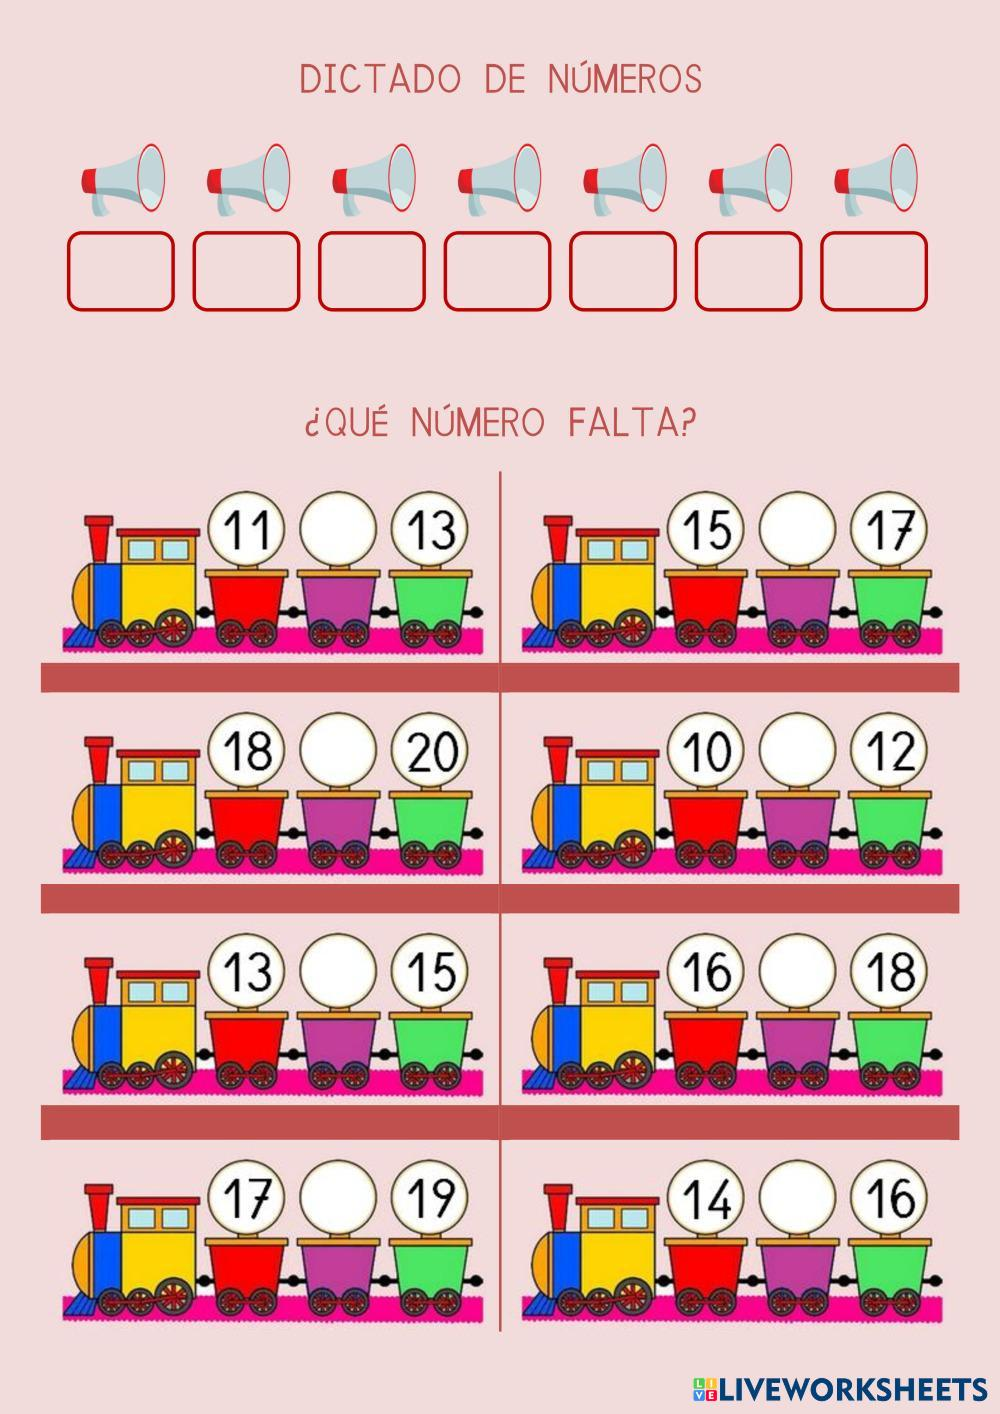 DICTADO DE NÚMEROS
¿QUÉ NÚMERO FALTA?
11 13 15 17
18 20 10 12
13 15 16 18
17 19 14 16
LIVE LIVEWORKSHEETS